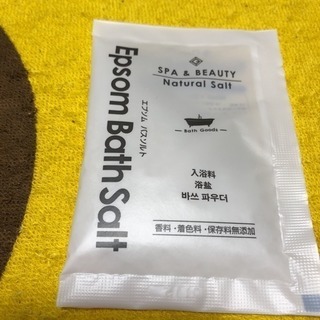 SPA & BEAUTY
Natural Salt
Bath Goods
入浴料
浴盐
바쓰 파우더
香料・着色料・保存料無添加
Epsom Bath Salt
エプソム バスソルト